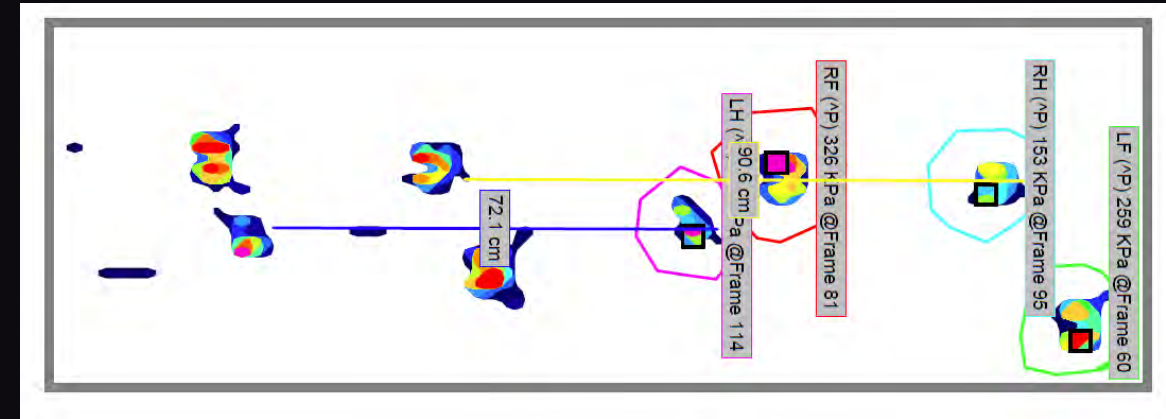 72.1 cm
LH (^
Pa @Frame 114
90.6 cm
RF (^P) 326 KPa @Frame 81
RH (^P) 153 KPa @Frame 95
LF (^P) 259 KPa @Frame 60